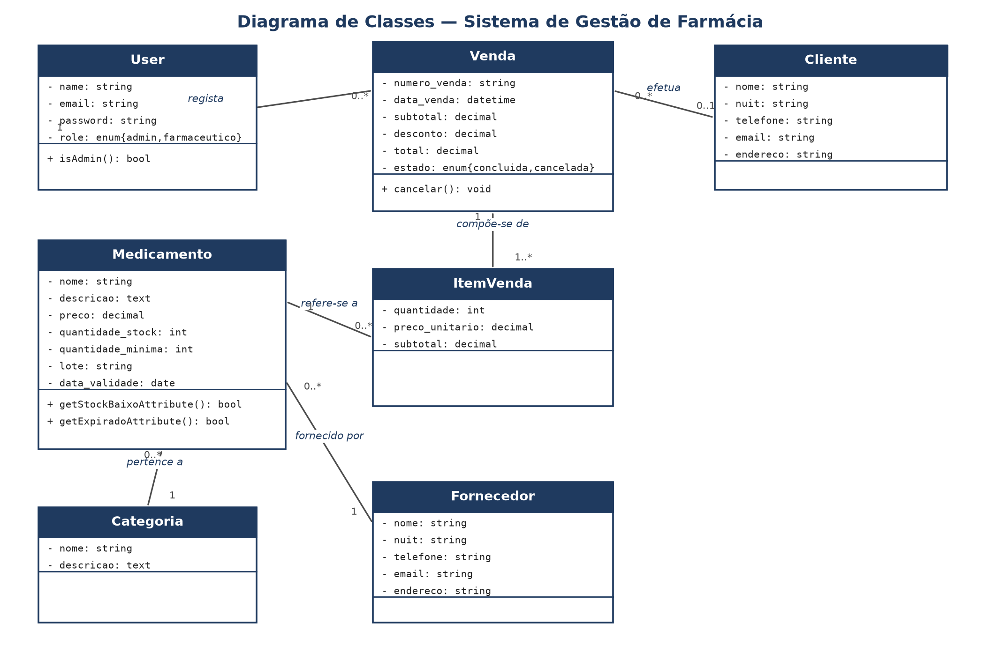 Diagrama de Classes — Sistema de Gestão de Farmácia
User
- name: string
- email: string
- password: string
- role: enum{admin,farmaceutico}
+ isAdmin(): bool
regista
1
0..*
Venda
- numero_venda: string
- data_venda: datetime
- subtotal: decimal
- desconto: decimal
- total: decimal
- estado: enum{concluida,cancelada}
+ cancelar(): void
efetua
0..*
0..1
Cliente
- nome: string
- nuit: string
- telefone: string
- email: string
- endereco: string
1
compõe-se de
1..*
Medicamento
- nome: string
- descricao: text
- preco: decimal
- quantidade_stock: int
- quantidade_minima: int
- lote: string
- data_validade: date
+ getStockBaixoAttribute(): bool
+ getExpiradoAttribute(): bool
refere-se a
1
0..*
ItemVenda
- quantidade: int
- preco_unitario: decimal
- subtotal: decimal
0..*
fornecido por
1
0..*
pertence a
1
Categoria
- nome: string
- descricao: text
Fornecedor
- nome: string
- nuit: string
- telefone: string
- email: string
- endereco: string